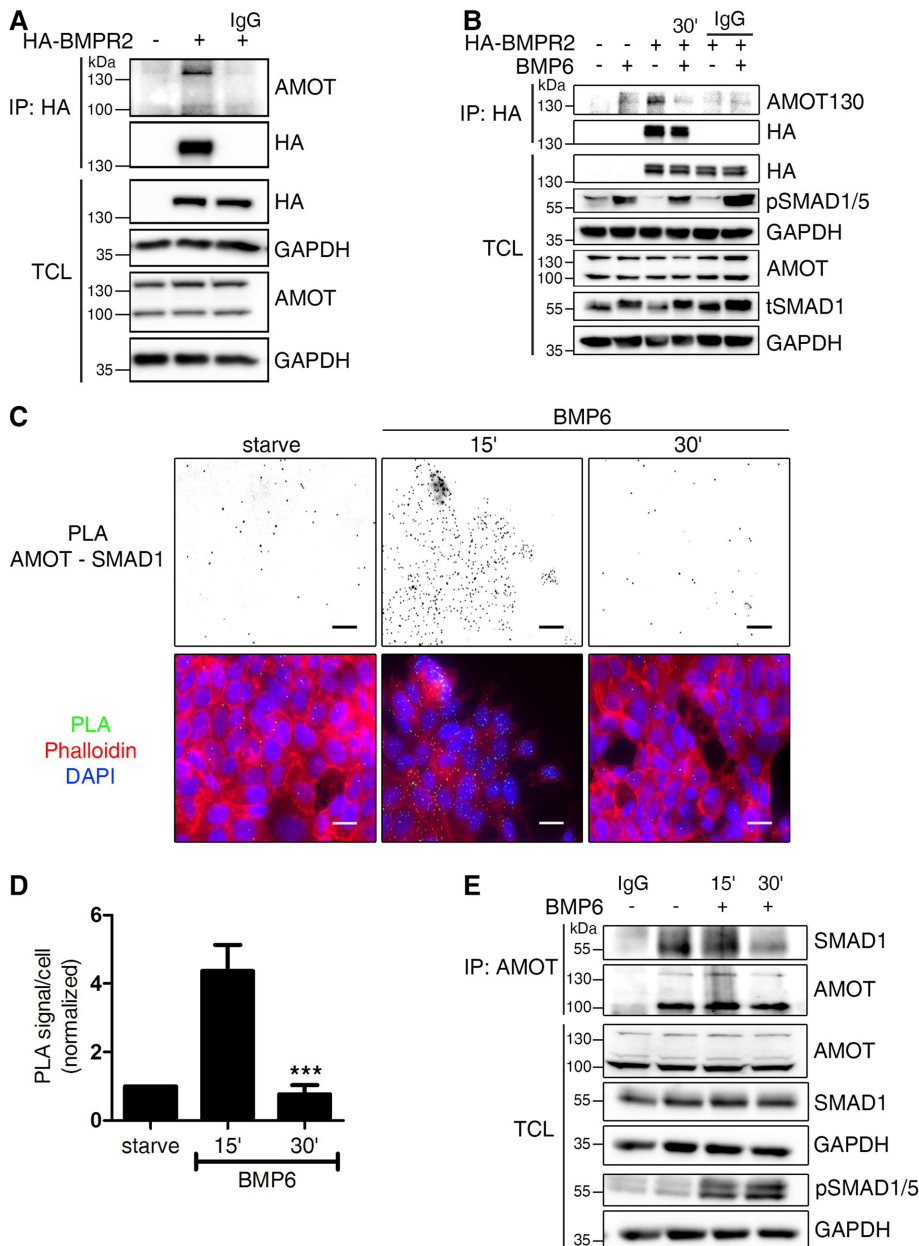 A
IgG
HA-BMPR2 - + +
kDa
IP: HA
130
100
AMOT
130
HA
TCL
130
HA
35
GAPDH
130
100
AMOT
35
GAPDH
B
30' IgG
HA-BMPR2 - - + + + +
BMP6 - + - + - +
kDa
IP: HA
130
AMOT130
130
HA
TCL
130
HA
55
pSMAD1/5
35
GAPDH
130
100
AMOT
55
tSMAD1
35
GAPDH
C
BMP6
starve 15' 30'
PLA
AMOT - SMAD1
PLA
Phalloidin
DAPI
D
PLA signal/cell
(normalized)
6
4
2
0
***
starve 15' 30'
BMP6
E
IgG 15' 30'
BMP6 - - + +
kDa
IP: AMOT
55
SMAD1
130
100
AMOT
TCL
130
100
AMOT
55
SMAD1
35
GAPDH
55
pSMAD1/5
35
GAPDH